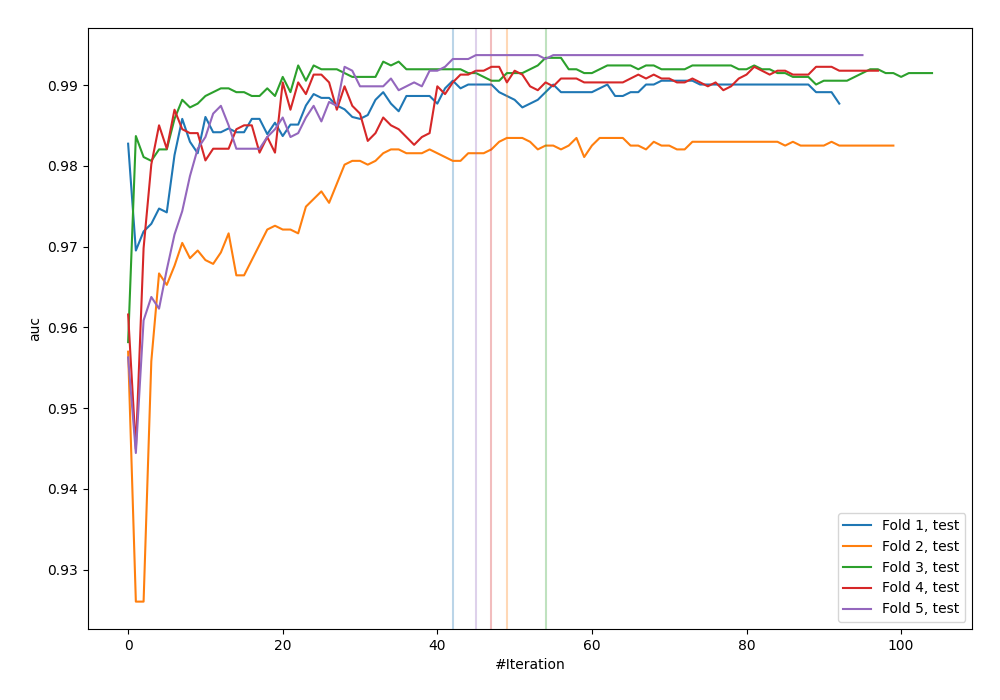 0.99
0.98
0.97
0.96
0.95
0.94
0.93
auc
0 20 40 60 80 100
#Iteration
Fold 1, test
Fold 2, test
Fold 3, test
Fold 4, test
Fold 5, test